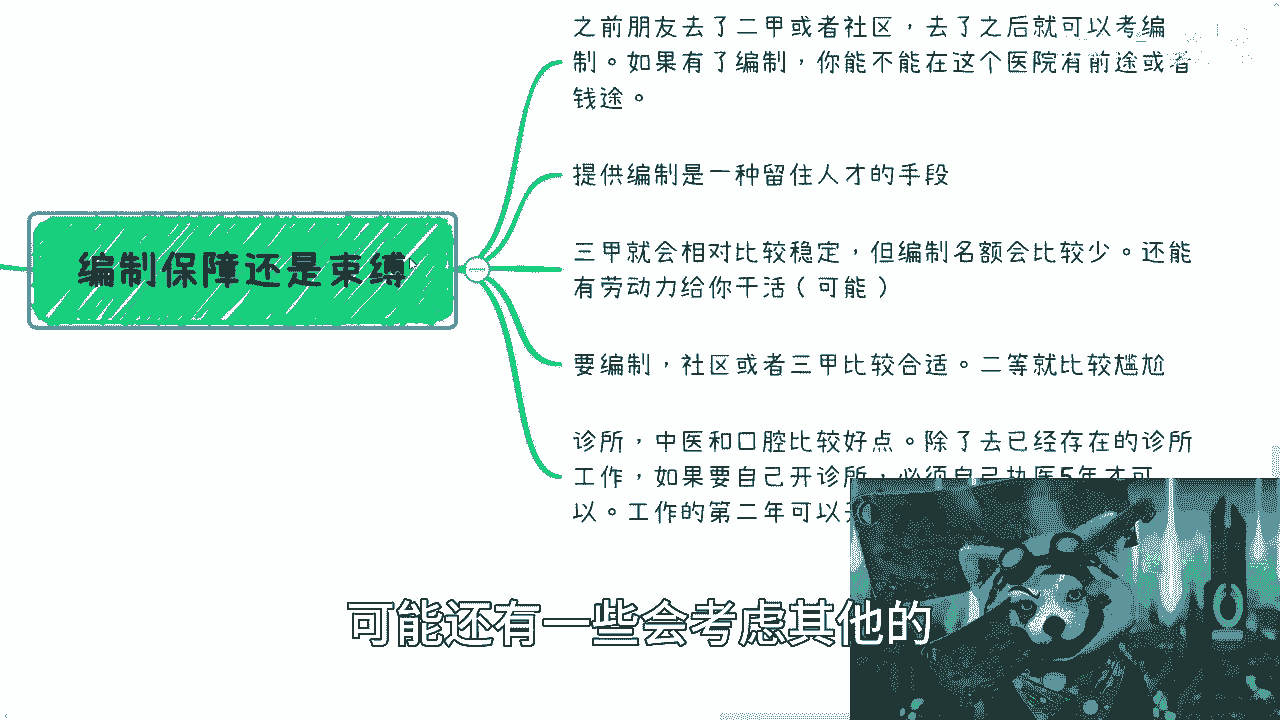 之前朋友去了二甲或者社区，去了之后就可以考编
制。如果有了编制，你能不能在这个医院有前途或者
钱途。
提供编制是一种留住人才的手段
编制保障还是束缚
三甲就会相对比较稳定，但编制名额会比较少。还能
有劳动力给你干活（可能）
要编制，社区或者三甲比较合适。二等就比较尴尬
诊所，中医和口腔比较好点。除了去已经存在的诊所
工作，如果要自己开诊所，必须自己执医5年才可
以。工作的第二年可以
可能还有一些会考虑其他的